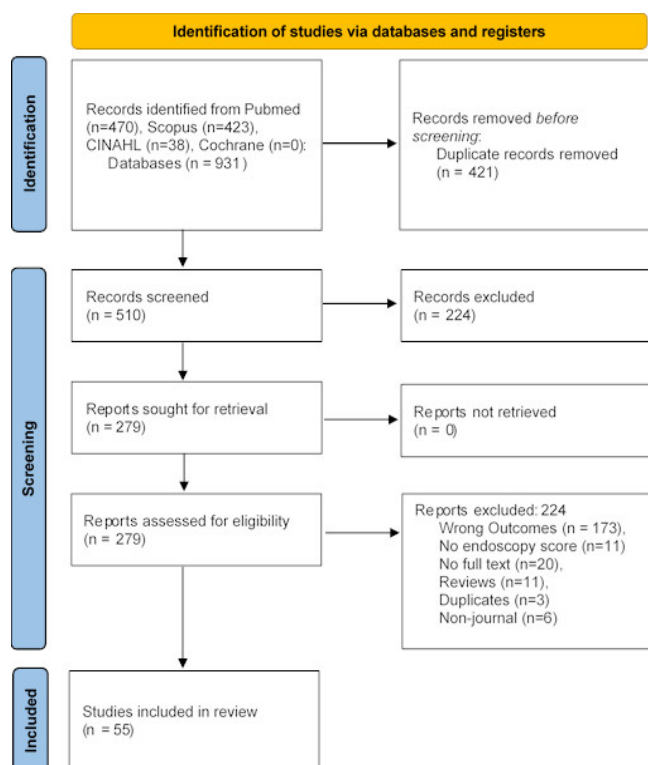 Identification of studies via databases and registers
Identification
Records identified from Pubmed
(n=470), Scopus (n=423),
CINAHL (n=38), Cochrane (n=0):
Databases (n = 931)
Records removed before
screening:
Duplicate records removed
(n = 421)
Screening
Records screened
(n = 510)
Records excluded
(n = 224)
Reports sought for retrieval
(n = 279)
Reports not retrieved
(n = 0)
Reports assessed for eligibility
(n = 279)
Reports excluded: 224
Wrong Outcomes (n = 173),
No endoscopy score (n=11)
No full text (n=20),
Reviews (n=11),
Duplicates (n=3)
Non-journal (n=6)
Included
Studies included in review
(n = 55)